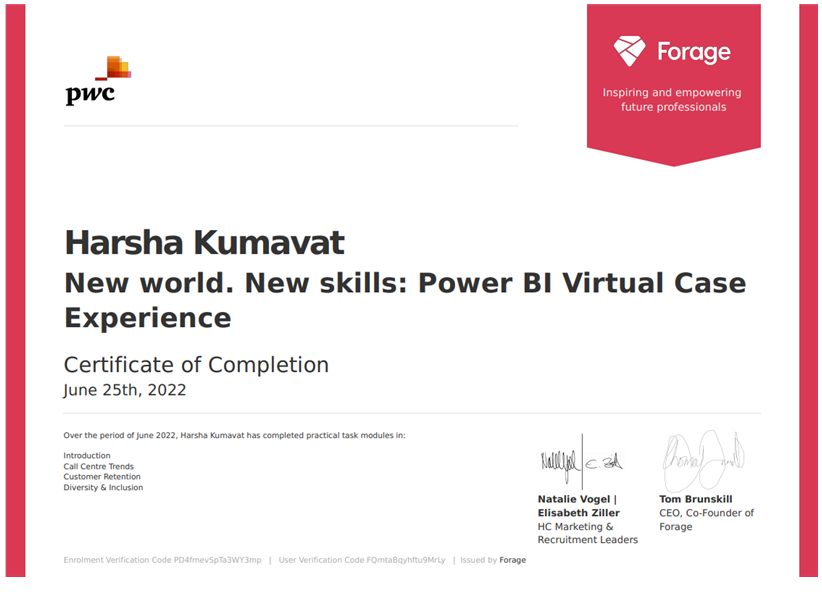 pwc
Forage
Inspiring and empowering
future professionals
Harsha Kumavat
New world. New skills: Power BI Virtual Case
Experience
Certificate of Completion
June 25th, 2022
Over the period of June 2022, Harsha Kumavat has completed practical task modules in:
Introduction
Call Centre Trends
Customer Retention
Diversity & Inclusion
Natalie Vogel |
Elisabeth Ziller
HC Marketing &
Recruitment Leaders
Tom Brunskill
CEO, Co-Founder of
Forage
Enrolment Verification Code PD4fmevSpTa3WY3mp | User Verification Code FQmtaBqyhftu9MrLy | Issued by Forage